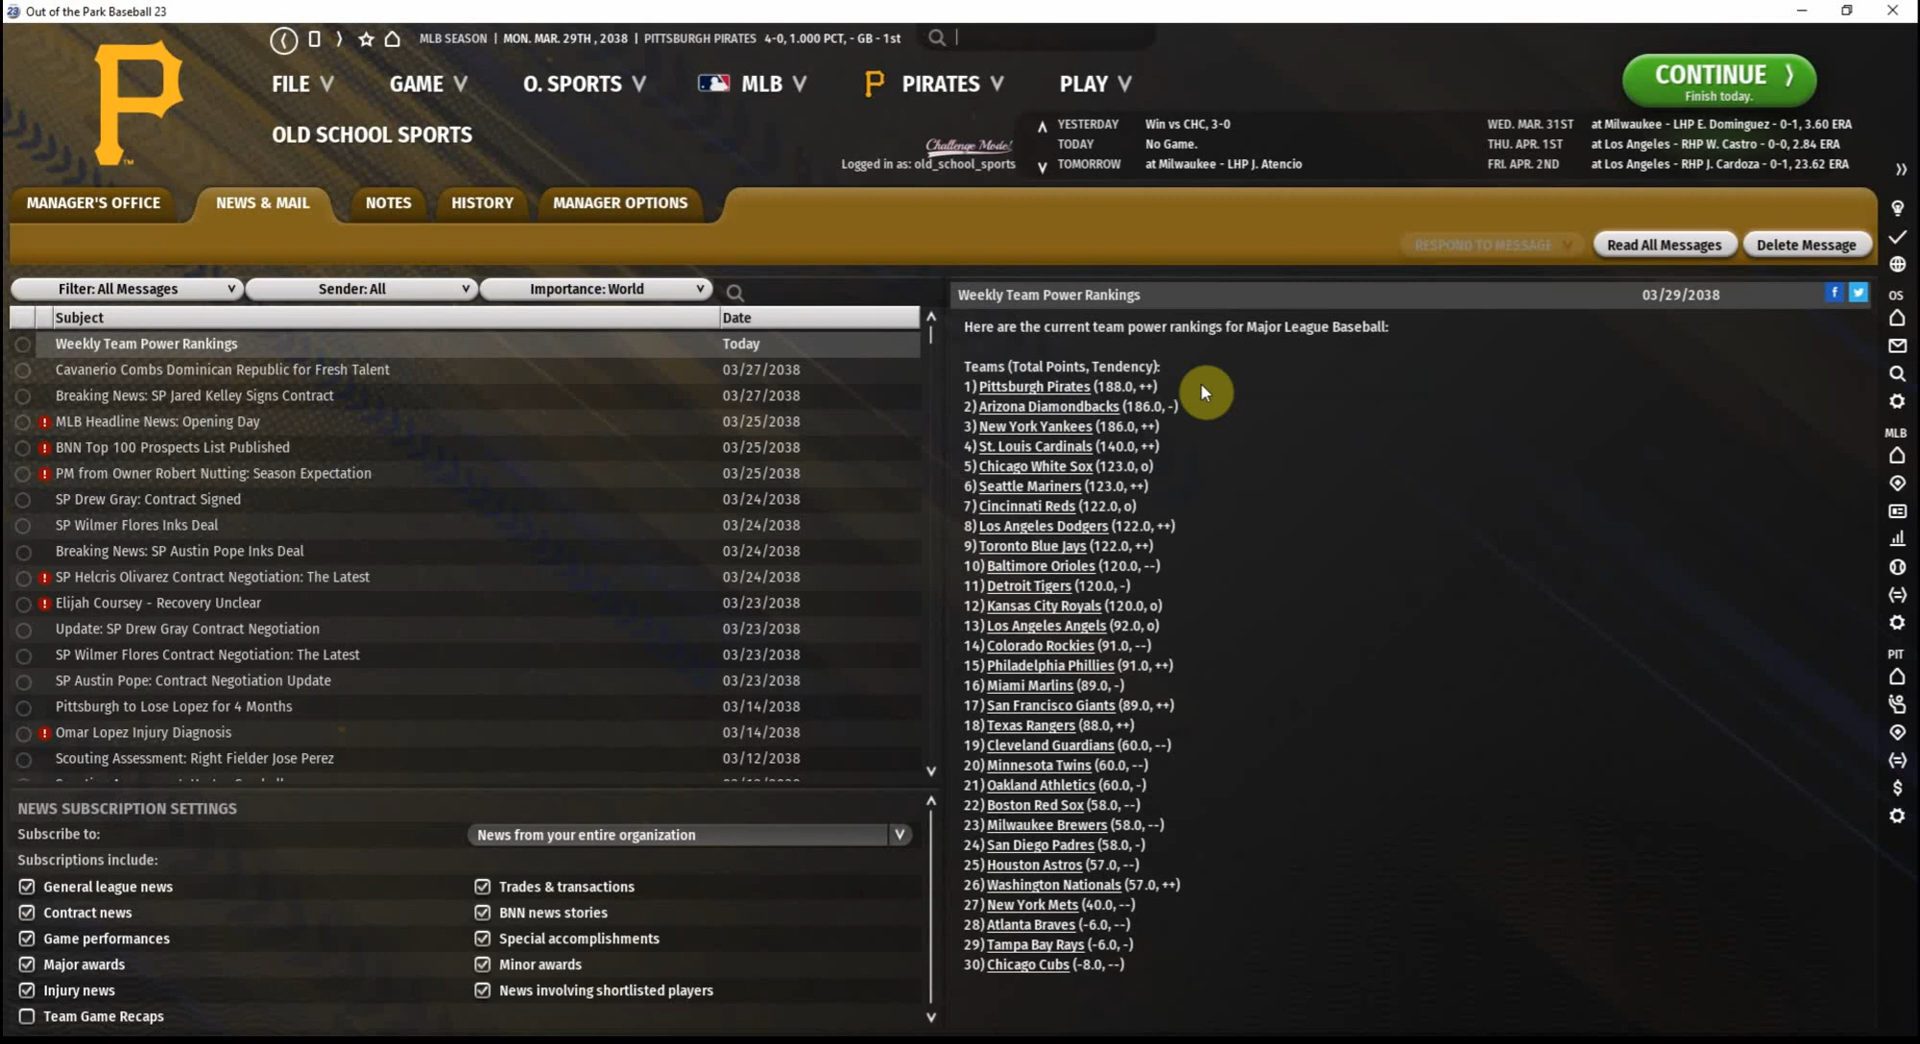 23 Out of the Park Baseball 23
MLB SEASON | MON. MAR. 29TH , 2038 | PITTSBURGH PIRATES 4-0, 1.000 PCT, - GB - 1st
FILE GAME O. SPORTS MLB PIRATES PLAY
CONTINUE
Finish today.
OLD SCHOOL SPORTS
Challenge Mode!
Logged in as: old_school_sports
YESTERDAY Win vs CHC, 3-0
TODAY No Game.
TOMORROW at Milwaukee - LHP J. Atencio
WED. MAR. 31ST at Milwaukee - LHP E. Dominguez - 0-1, 3.60 ERA
THU. APR. 1ST at Los Angeles - RHP W. Castro - 0-0, 2.84 ERA
FRI. APR. 2ND at Los Angeles - RHP J. Cardoza - 0-1, 23.62 ERA
MANAGER'S OFFICE NEWS & MAIL NOTES HISTORY MANAGER OPTIONS
RESPOND TO MESSAGE Read All Messages Delete Message
Filter: All Messages Sender: All Importance: World
Subject Date
Weekly Team Power Rankings Today
Cavanerio Combs Dominican Republic for Fresh Talent 03/27/2038
Breaking News: SP Jared Kelley Signs Contract 03/27/2038
MLB Headline News: Opening Day 03/25/2038
BNN Top 100 Prospects List Published 03/25/2038
PM from Owner Robert Nutting: Season Expectation 03/25/2038
SP Drew Gray: Contract Signed 03/24/2038
SP Wilmer Flores Inks Deal 03/24/2038
Breaking News: SP Austin Pope Inks Deal 03/24/2038
SP Helcris Olivarez Contract Negotiation: The Latest 03/24/2038
Elijah Coursey - Recovery Unclear 03/23/2038
Update: SP Drew Gray Contract Negotiation 03/23/2038
SP Wilmer Flores Contract Negotiation: The Latest 03/23/2038
SP Austin Pope: Contract Negotiation Update 03/23/2038
Pittsburgh to Lose Lopez for 4 Months 03/14/2038
Omar Lopez Injury Diagnosis 03/14/2038
Scouting Assessment: Right Fielder Jose Perez 03/12/2038
NEWS SUBSCRIPTION SETTINGS
Subscribe to: News from your entire organization
Subscriptions include:
General league news Trades & transactions
Contract news BNN news stories
Game performances Special accomplishments
Major awards Minor awards
Injury news News involving shortlisted players
Team Game Recaps
Weekly Team Power Rankings 03/29/2038
Here are the current team power rankings for Major League Baseball:
Teams (Total Points, Tendency):
1) Pittsburgh Pirates (188.0, ++)
2) Arizona Diamondbacks (186.0, -)
3) New York Yankees (186.0, ++)
4) St. Louis Cardinals (140.0, ++)
5) Chicago White Sox (123.0, o)
6) Seattle Mariners (123.0, ++)
7) Cincinnati Reds (122.0, o)
8) Los Angeles Dodgers (122.0, ++)
9) Toronto Blue Jays (122.0, ++)
10) Baltimore Orioles (120.0, --)
11) Detroit Tigers (120.0, -)
12) Kansas City Royals (120.0, o)
13) Los Angeles Angels (92.0, o)
14) Colorado Rockies (91.0, --)
15) Philadelphia Phillies (91.0, ++)
16) Miami Marlins (89.0, -)
17) San Francisco Giants (89.0, ++)
18) Texas Rangers (88.0, ++)
19) Cleveland Guardians (60.0, --)
20) Minnesota Twins (60.0, --)
21) Oakland Athletics (60.0, -)
22) Boston Red Sox (58.0, --)
23) Milwaukee Brewers (58.0, --)
24) San Diego Padres (58.0, -)
25) Houston Astros (57.0, --)
26) Washington Nationals (57.0, ++)
27) New York Mets (40.0, --)
28) Atlanta Braves (-6.0, --)
29) Tampa Bay Rays (-6.0, -)
30) Chicago Cubs (-8.0, --)
OS
MLB
PIT